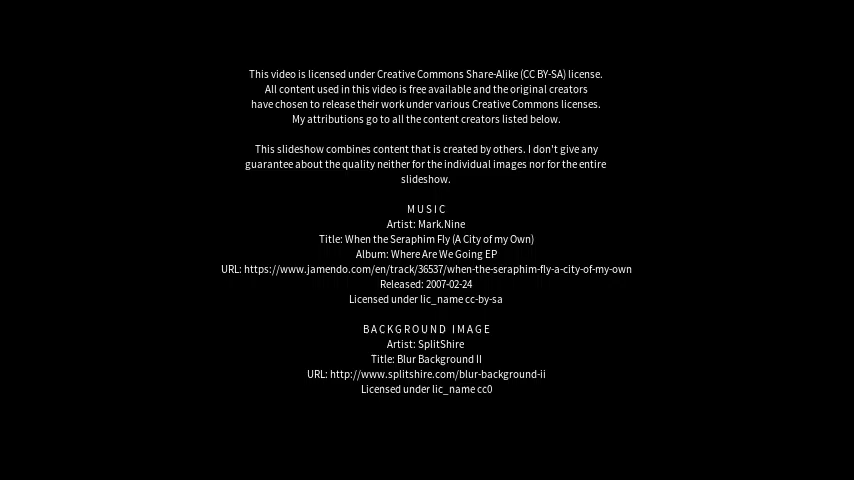 This video is licensed under Creative Commons Share-Alike (CC BY-SA) license.
All content used in this video is free available and the original creators
have chosen to release their work under various Creative Commons licenses.
My attributions go to all the content creators listed below.
This slideshow combines content that is created by others. I don't give any
guarantee about the quality neither for the individual images nor for the entire
slideshow.
MUSIC
Artist: Mark.Nine
Title: When the Seraphim Fly (A City of my Own)
Album: Where Are We Going EP
URL: https://www.jamendo.com/en/track/36537/when-the-seraphim-fly-a-city-of-my-own
Released: 2007-02-24
Licensed under lic_name cc-by-sa
BACKGROUND IMAGE
Artist: SplitShire
Title: Blur Background II
URL: http://www.splitshire.com/blur-background-ii
Licensed under lic_name cc0